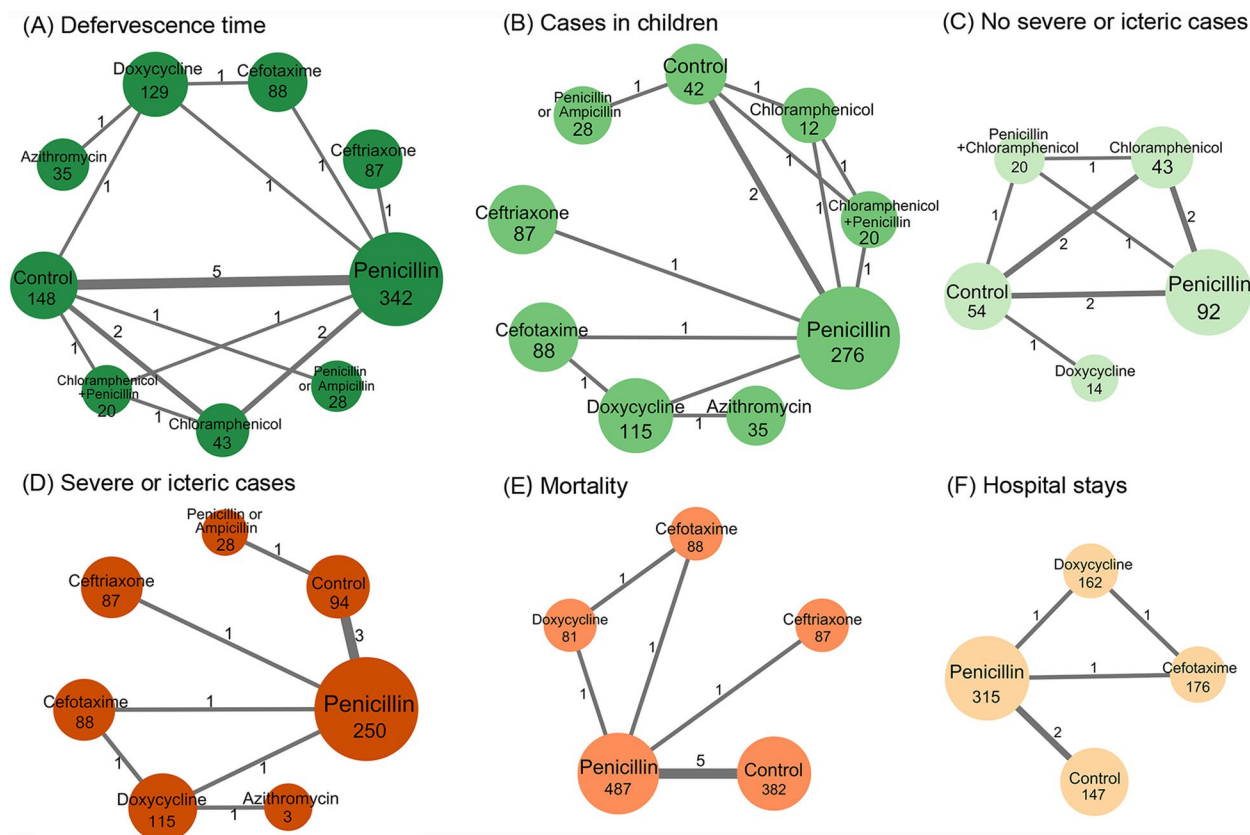 (A) Defervescence time
Doxycycline
129
1
Cefotaxime
88
1
Azithromycin
35
1
Ceftriaxone
87
1
1
1
1
Control
148
5
Penicillin
342
2
1
1
2
1
Chloramphenicol
+Penicillin
20
1
Chloramphenicol
43
Penicillin
or Ampicillin
28
(B) Cases in children
Control
42
1
Penicillin
or Ampicillin
28
1
Chloramphenicol
12
1
1
2
1
Chloramphenicol
+Penicillin
20
Ceftriaxone
87
1
1
Penicillin
276
Cefotaxime
88
1
1
Doxycycline
115
1
Azithromycin
35
(C) No severe or icteric cases
Penicillin
+Chloramphenicol
20
1
Chloramphenicol
43
1
2
1
2
Control
54
2
Penicillin
92
1
Doxycycline
14
(D) Severe or icteric cases
Penicillin or
Ampicillin
28
1
Control
94
Ceftriaxone
87
1
3
Cefotaxime
88
1
Penicillin
250
1
1
Doxycycline
115
1
Azithromycin
3
(E) Mortality
Cefotaxime
88
1
Doxycycline
81
1
Ceftriaxone
87
1
1
Penicillin
487
5
Control
382
(F) Hospital stays
Doxycycline
162
1
1
Penicillin
315
1
Cefotaxime
176
2
Control
147